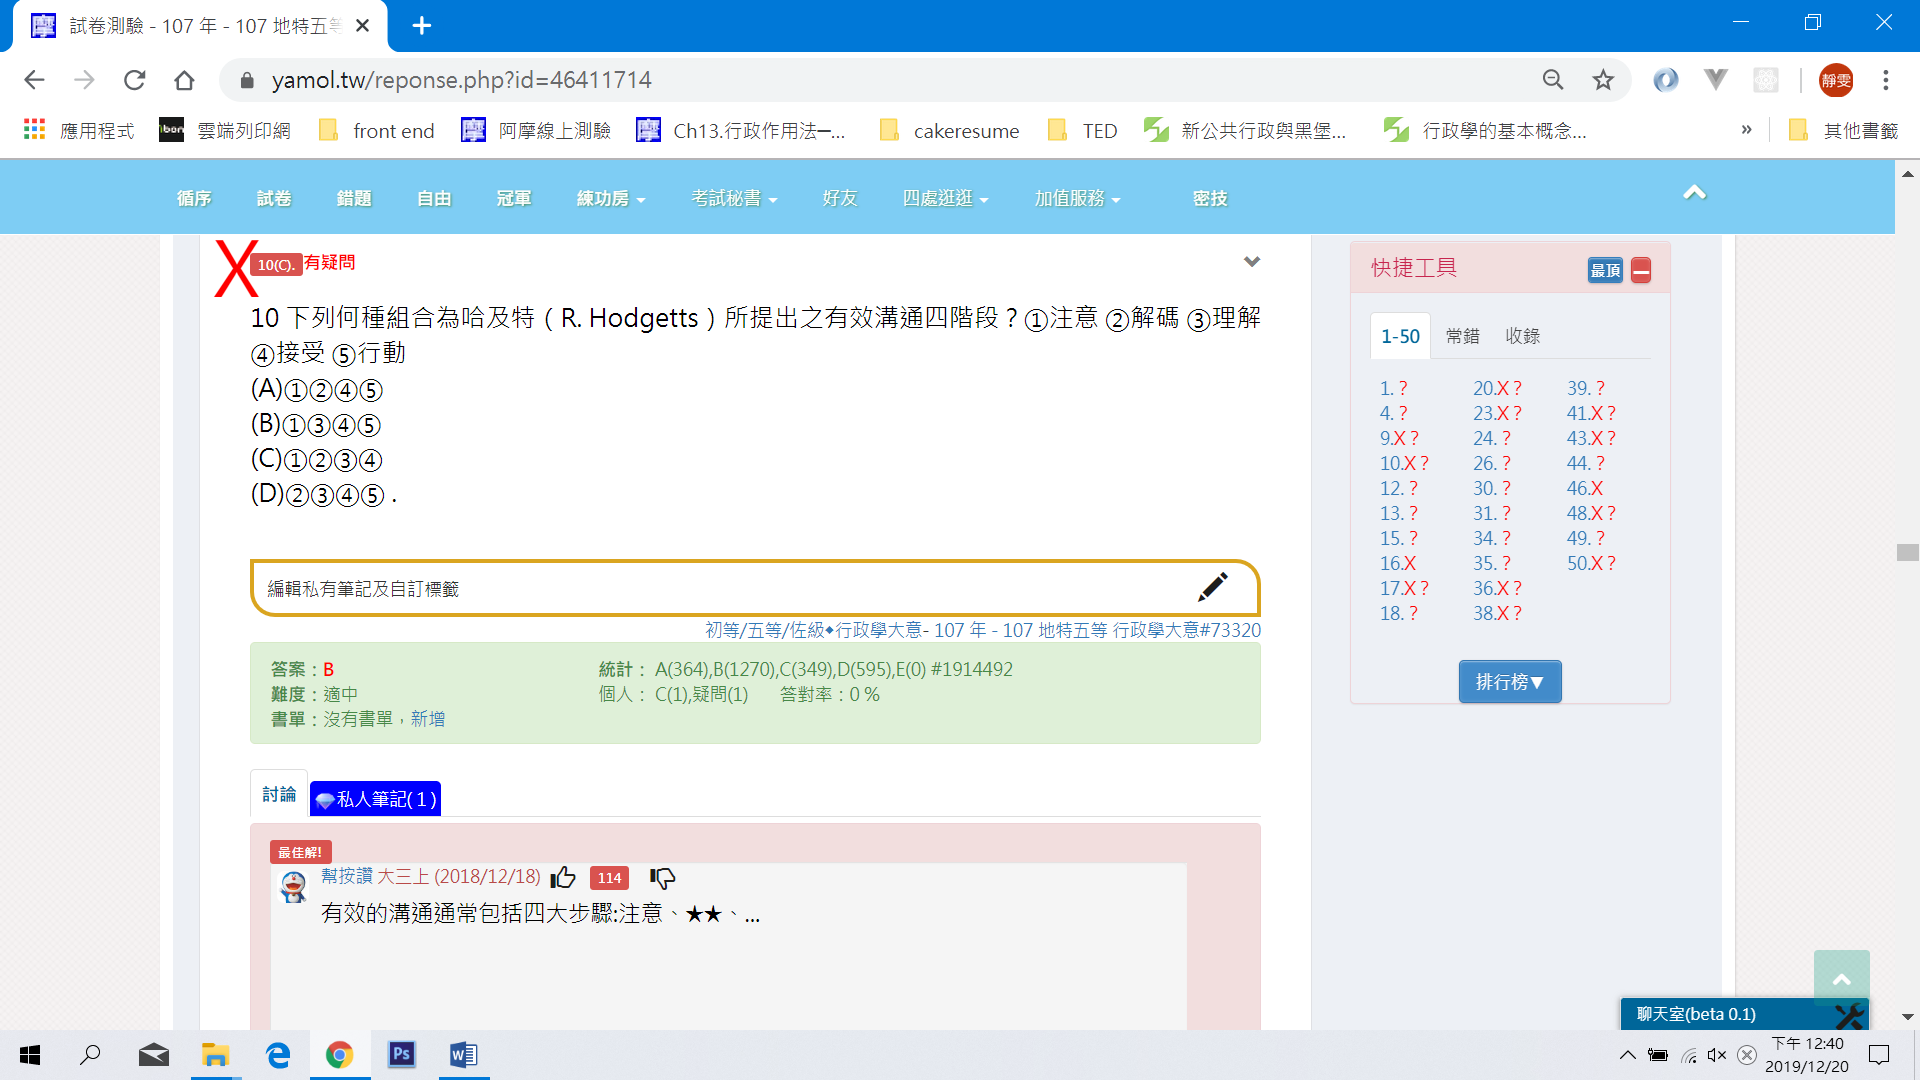 試卷測驗 - 107 年 - 107 地特五等
yamol.tw/reponse.php?id=46411714
靜雯
應用程式 ibon 雲端列印網 front end 阿摩線上測驗 Ch13.行政作用法─... cakeresume TED 新公共行政與黑堡... 行政學的基本概念... » 其他書籤
循序 試卷 錯題 自由 冠軍 練功房 考試秘書 好友 四處逛逛 加值服務 密技
X 10(C). 有疑問
10 下列何種組合為哈及特（R. Hodgetts）所提出之有效溝通四階段？①注意 ②解碼 ③理解
④接受 ⑤行動
(A)①②④⑤
(B)①③④⑤
(C)①②③④
(D)②③④⑤ .
編輯私有筆記及自訂標籤
初等/五等/佐級◆行政學大意- 107 年 - 107 地特五等 行政學大意#73320
答案：B 統計： A(364),B(1270),C(349),D(595),E(0) #1914492
難度：適中 個人： C(1),疑問(1) 答對率：0 %
書單：沒有書單，新增
討論 私人筆記( 1 )
最佳解!
幫按讚 大三上 (2018/12/18) 114
有效的溝通通常包括四大步驟:注意、★★、...
快捷工具 最頂
1-50 常錯 收錄
1. ? 20.X ? 39. ?
4. ? 23.X ? 41.X ?
9.X ? 24. ? 43.X ?
10.X ? 26. ? 44. ?
12. ? 30. ? 46.X
13. ? 31. ? 48.X ?
15. ? 34. ? 49. ?
16.X 35. ? 50.X ?
17.X ? 36.X ?
18. ? 38.X ?
排行榜▼
聊天室(beta 0.1)
Ps
下午 12:40
2019/12/20